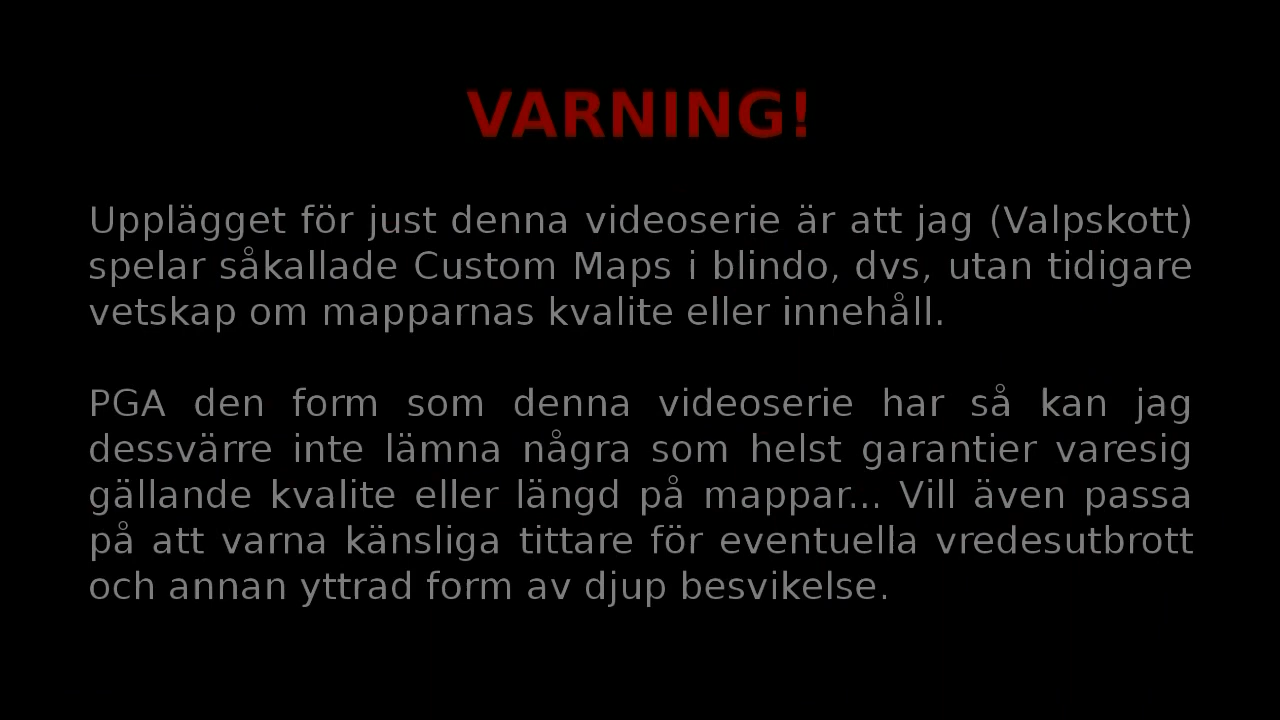 VARNING!
Upplägget för just denna videoserie är att jag (Valpskott)
spelar såkallade Custom Maps i blindo, dvs, utan tidigare
vetskap om mapparnas kvalite eller innehåll.
PGA den form som denna videoserie har så kan jag
dessvärre inte lämna några som helst garantier varesig
gällande kvalite eller längd på mappar... Vill även passa
på att varna känsliga tittare för eventuella vredesutbrott
och annan yttrad form av djup besvikelse.